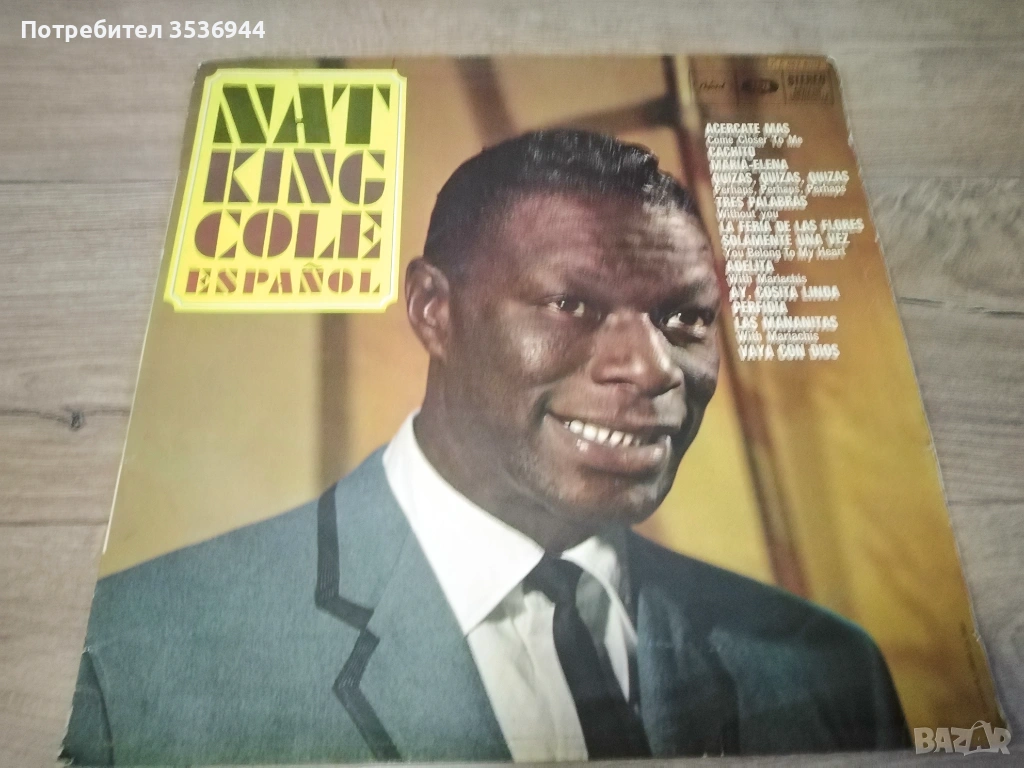 Потребител 3536944
NAT
KING
COLE
ESPAÑOL
Capitol
STEREO
ACERCATE MAS
Come Closer To Me
CACHITO
MARIA-ELENA
QUIZAS, QUIZAS, QUIZAS
Perhaps, Perhaps, Perhaps
TRES PALABRAS
Without you
LA FERIA DE LAS FLORES
SOLAMENTE UNA VEZ
You Belong To My Heart
ADELITA
With Mariachis
AY, COSITA LINDA
PERFIDIA
LAS MAÑANITAS
With Mariachis
VAYA CON DIOS
BAZAR